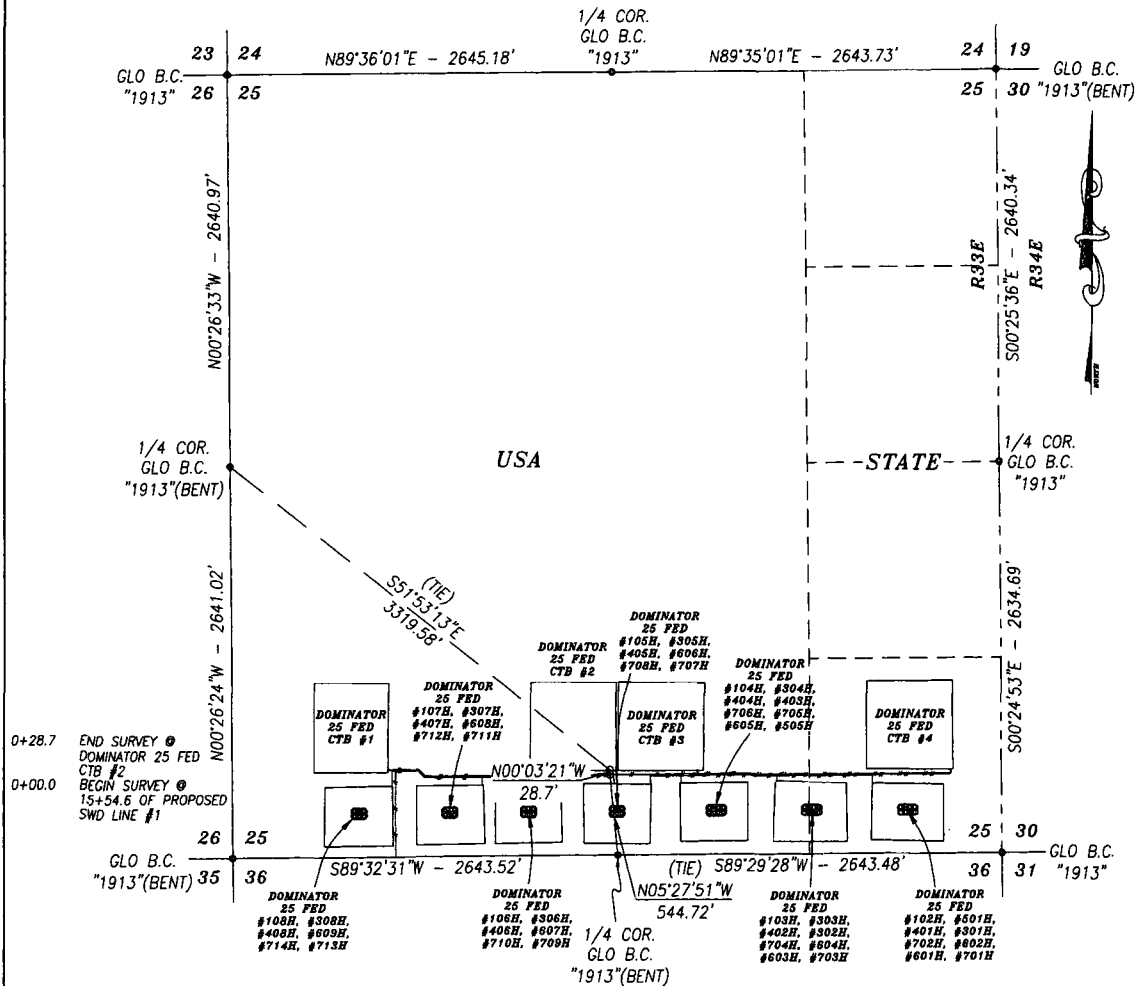 1/4 COR.
GLO B.C.
"1913"
23 24
N89°36'01"E - 2645.18'
N89°35'01"E - 2643.73'
24 19
GLO B.C.
"1913"
26 25
25 30
GLO B.C.
"1913"(BENT)
N00°26'33"W - 2640.97'
S00°25'36"E - 2640.34'
R33E
R34E
NORTH
1/4 COR.
GLO B.C.
"1913"(BENT)
USA
STATE
1/4 COR.
GLO B.C.
"1913"
N00°26'24"W - 2641.02'
(TIE)
S51°53'13"E
3319.58'
S00°24'53"E - 2634.69'
DOMINATOR
25 FED
CTB #1
DOMINATOR
25 FED
#107H, #307H,
#407H, #608H,
#712H, #711H
DOMINATOR
25 FED
CTB #2
DOMINATOR
25 FED
#105H, #305H,
#405H, #606H,
#708H, #707H
DOMINATOR
25 FED
CTB #3
DOMINATOR
25 FED
#104H, #304H,
#404H, #403H,
#706H, #705H,
#605H, #505H
DOMINATOR
25 FED
CTB #4
0+28.7 END SURVEY @
DOMINATOR 25 FED
CTB #2
0+00.0 BEGIN SURVEY @
15+54.6 OF PROPOSED
SWD LINE #1
N00°03'21"W
28.7'
26 25
25 30
GLO B.C.
"1913"(BENT)
35 36
S89°32'31"W - 2643.52'
(TIE) S89°29'28"W - 2643.48'
36 31
GLO B.C.
"1913"
N05°27'51"W
544.72'
DOMINATOR
25 FED
#108H, #308H,
#408H, #609H,
#714H, #713H
DOMINATOR
25 FED
#106H, #306H,
#406H, #607H,
#710H, #709H
1/4 COR.
GLO B.C.
"1913"(BENT)
DOMINATOR
25 FED
#103H, #303H,
#402H, #302H,
#704H, #604H,
#603H, #703H
DOMINATOR
25 FED
#102H, #501H,
#401H, #301H,
#702H, #602H,
#601H, #701H